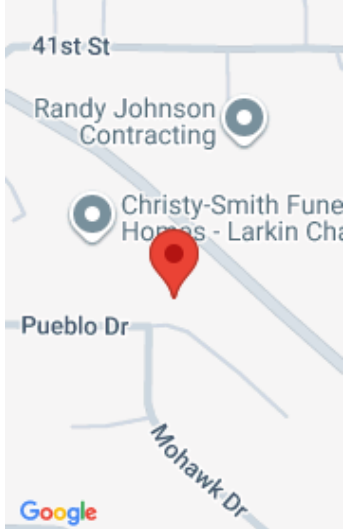 41st St
Randy Johnson
Contracting
Christy-Smith Fune
Homes - Larkin Cha
Pueblo Dr
Mohawk Dr
Google